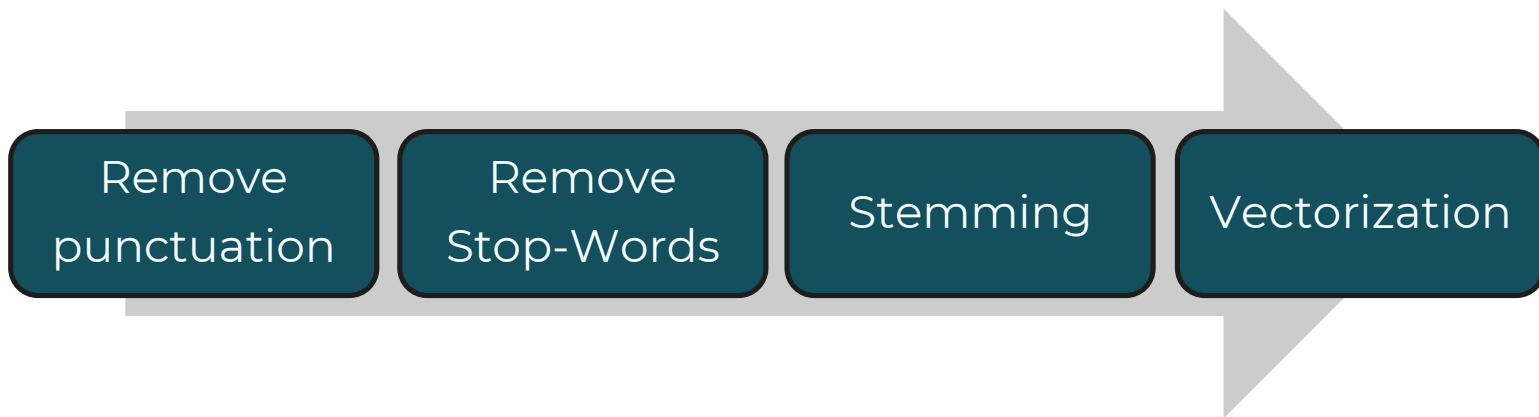 Remove
punctuation
Remove
Stop-Words
Stemming
Vectorization